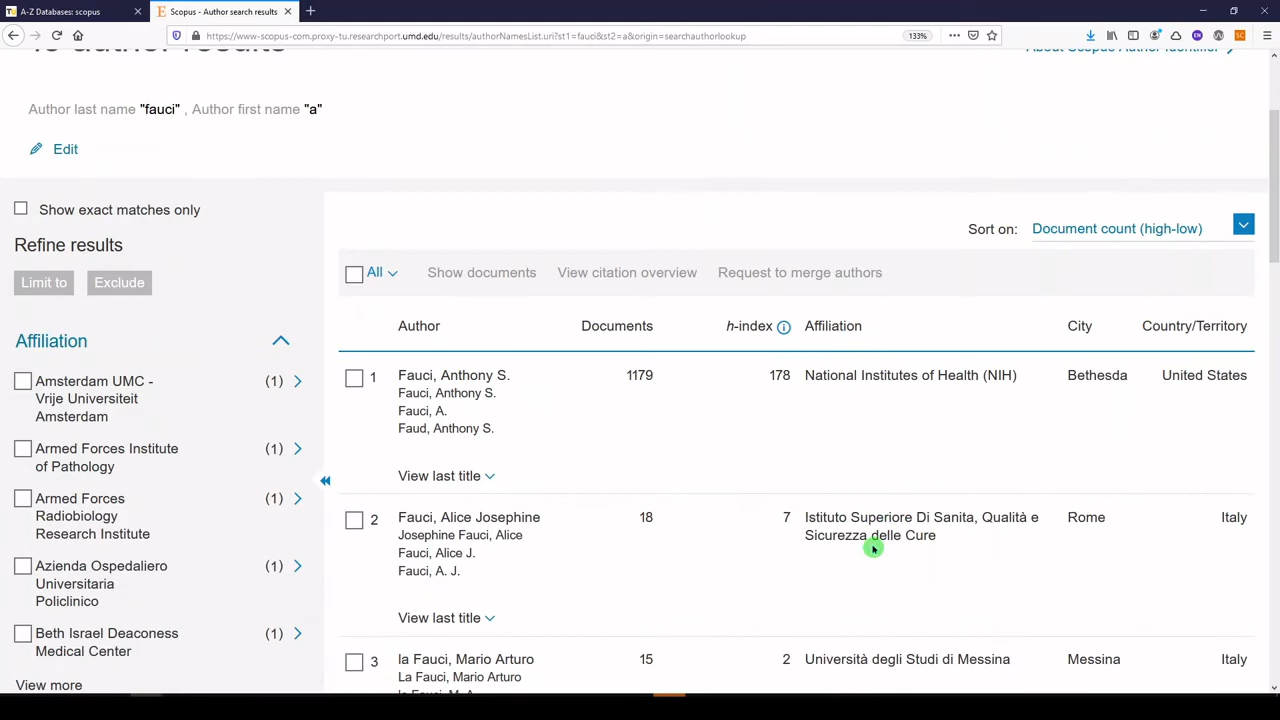 A-Z Databases: scopus
Scopus - Author search results
https://www-scopus-com.proxy-tu.researchport.umd.edu/results/authorNamesList.uri?st1=fauci&st2=a&origin=searchauthorlookup
133%
author results
About Scopus Author Identifier
Author last name "fauci" , Author first name "a"
Edit
Show exact matches only
Refine results
Limit to
Exclude
Affiliation
Amsterdam UMC -
Vrije Universiteit
Amsterdam
(1)
Armed Forces Institute
of Pathology
(1)
Armed Forces
Radiobiology
Research Institute
(1)
Azienda Ospedaliero
Universitaria
Policlinico
(1)
Beth Israel Deaconess
Medical Center
(1)
View more
Sort on: Document count (high-low)
All Show documents View citation overview Request to merge authors
Author Documents h-index Affiliation City Country/Territory
1 Fauci, Anthony S. 1179 178 National Institutes of Health (NIH) Bethesda United States
Fauci, Anthony S.
Fauci, A.
Faud, Anthony S.
View last title
2 Fauci, Alice Josephine 18 7 Istituto Superiore Di Sanita, Qualità e Rome Italy
Josephine Fauci, Alice Sicurezza delle Cure
Fauci, Alice J.
Fauci, A. J.
View last title
3 la Fauci, Mario Arturo 15 2 Università degli Studi di Messina Messina Italy
La Fauci, Mario Arturo